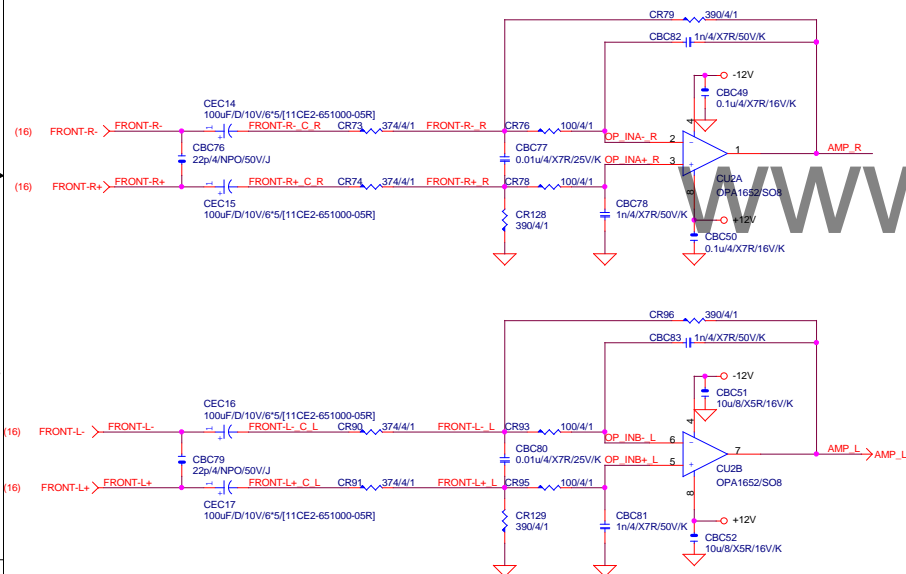 CR79 390/4/1
CBC82 1n/4/X7R/50V/K
-12V
CBC49
0.1u/4/X7R/16V/K
CEC14
100uF/D/10V/6*5/[11CE2-651000-05R]
(16) FRONT-R- FRONT-R- 1 + FRONT-R-_C_R CR73 374/4/1 FRONT-R-_R CR76 100/4/1
CBC76
22p/4/NPO/50V/J
CBC77
0.01u/4/X7R/25V/K
OP_INA-_R 2
4
1 AMP_R
OP_INA+_R 3
(16) FRONT-R+ FRONT-R+ 1 + FRONT-R+_C_R CR74 374/4/1 FRONT-R+_R CR78 100/4/1
CEC15
100uF/D/10V/6*5/[11CE2-651000-05R]
CU2A
OPA1652/SO8
8
CBC78
1n/4/X7R/50V/K
CR128
390/4/1
+12V
CBC50
0.1u/4/X7R/16V/K
WWW
CR96 390/4/1
CBC83 1n/4/X7R/50V/K
-12V
CBC51
10u/8/X5R/16V/K
CEC16
100uF/D/10V/6*5/[11CE2-651000-05R]
(16) FRONT-L- FRONT-L- 1 + FRONT-L-_C_L CR90 374/4/1 FRONT-L-_L CR93 100/4/1
CBC79
22p/4/NPO/50V/J
CBC80
0.01u/4/X7R/25V/K
OP_INB-_L 6
4
7 AMP_L AMP_L
OP_INB+_L 5
(16) FRONT-L+ FRONT-L+ 1 + FRONT-L+_C_L CR91 374/4/1 FRONT-L+_L CR95 100/4/1
CEC17
100uF/D/10V/6*5/[11CE2-651000-05R]
CU2B
OPA1652/SO8
8
CBC81
1n/4/X7R/50V/K
CR129
390/4/1
+12V
CBC52
10u/8/X5R/16V/K